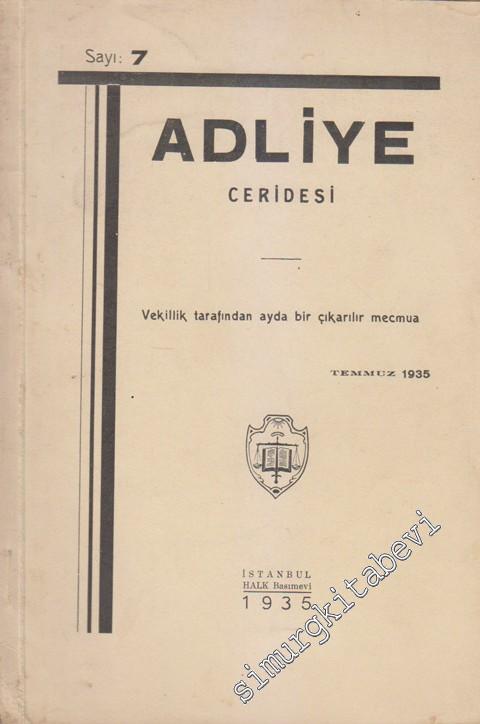 Sayı: 7
ADLİYE
CERİDESİ
Vekillik tarafından ayda bir çıkarılır mecmua
TEMMUZ 1935
İSTANBUL
HALK Basımevi
1935
simurgkitabevi